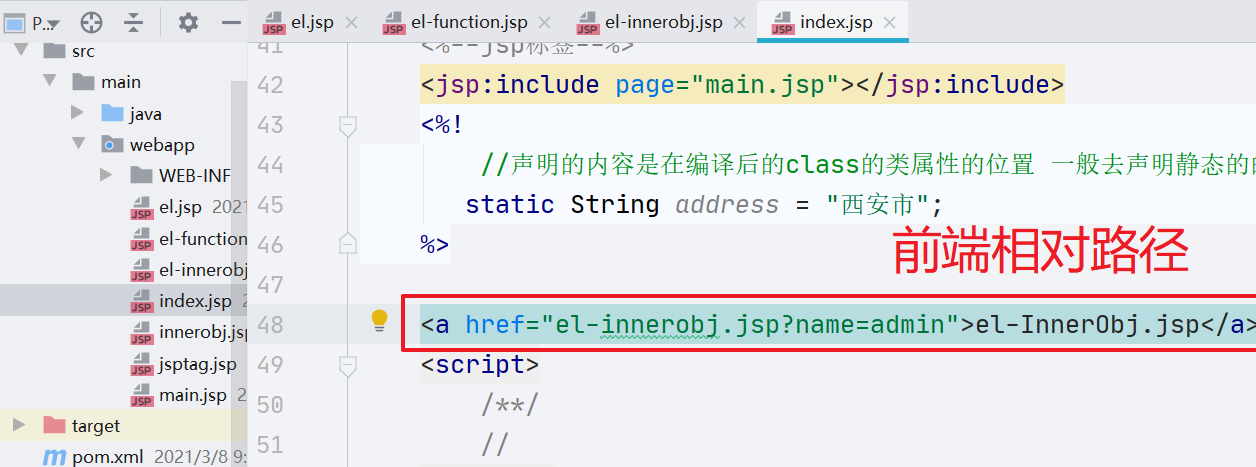 P...
el.jsp
el-function.jsp
el-innerobj.jsp
index.jsp
src
main
java
webapp
WEB-INF
el.jsp 2021
el-function
el-innerobj
index.jsp
innerobj.jsp
jsptag.jsp
main.jsp 2
target
pom.xml 2021/3/8 9:
41 <%--jsp标签--%>
42 <jsp:include page="main.jsp"></jsp:include>
43 <%!
44 //声明的内容是在编译后的class的类属性的位置 一般去声明静态的
45 static String address = "西安市";
46 %>
前端相对路径
47
48 <a href="el-innerobj.jsp?name=admin">el-InnerObj.jsp</a>
49 <script>
50 /**/
51 //